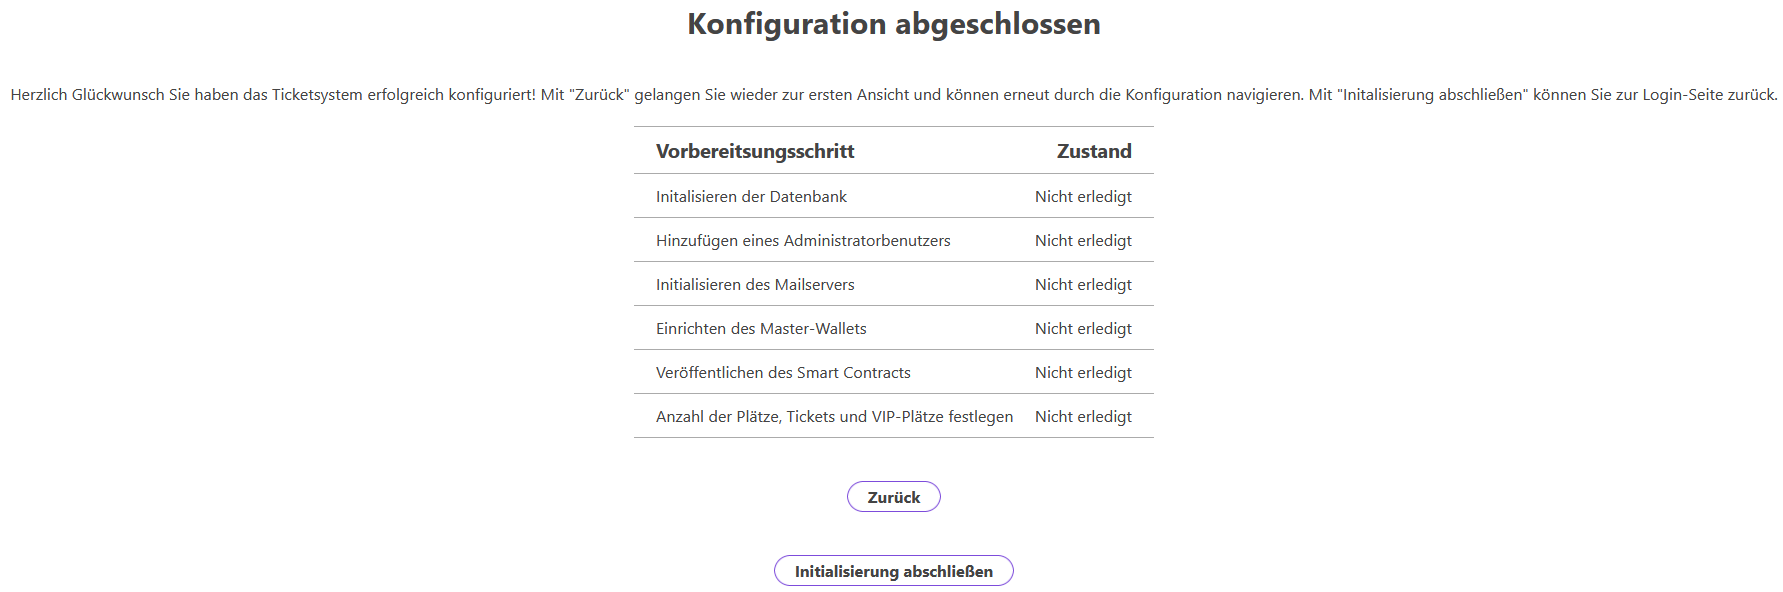 Konfiguration abgeschlossen
Herzlich Glückwunsch Sie haben das Ticketsystem erfolgreich konfiguriert! Mit "Zurück" gelangen Sie wieder zur ersten Ansicht und können erneut durch die Konfiguration navigieren. Mit "Initalisierung abschließen" können Sie zur Login-Seite zurück.
Vorbereitsungsschritt Zustand
Initalisieren der Datenbank Nicht erledigt
Hinzufügen eines Administratorbenutzers Nicht erledigt
Initialisieren des Mailservers Nicht erledigt
Einrichten des Master-Wallets Nicht erledigt
Veröffentlichen des Smart Contracts Nicht erledigt
Anzahl der Plätze, Tickets und VIP-Plätze festlegen Nicht erledigt
Zurück
Initialisierung abschließen